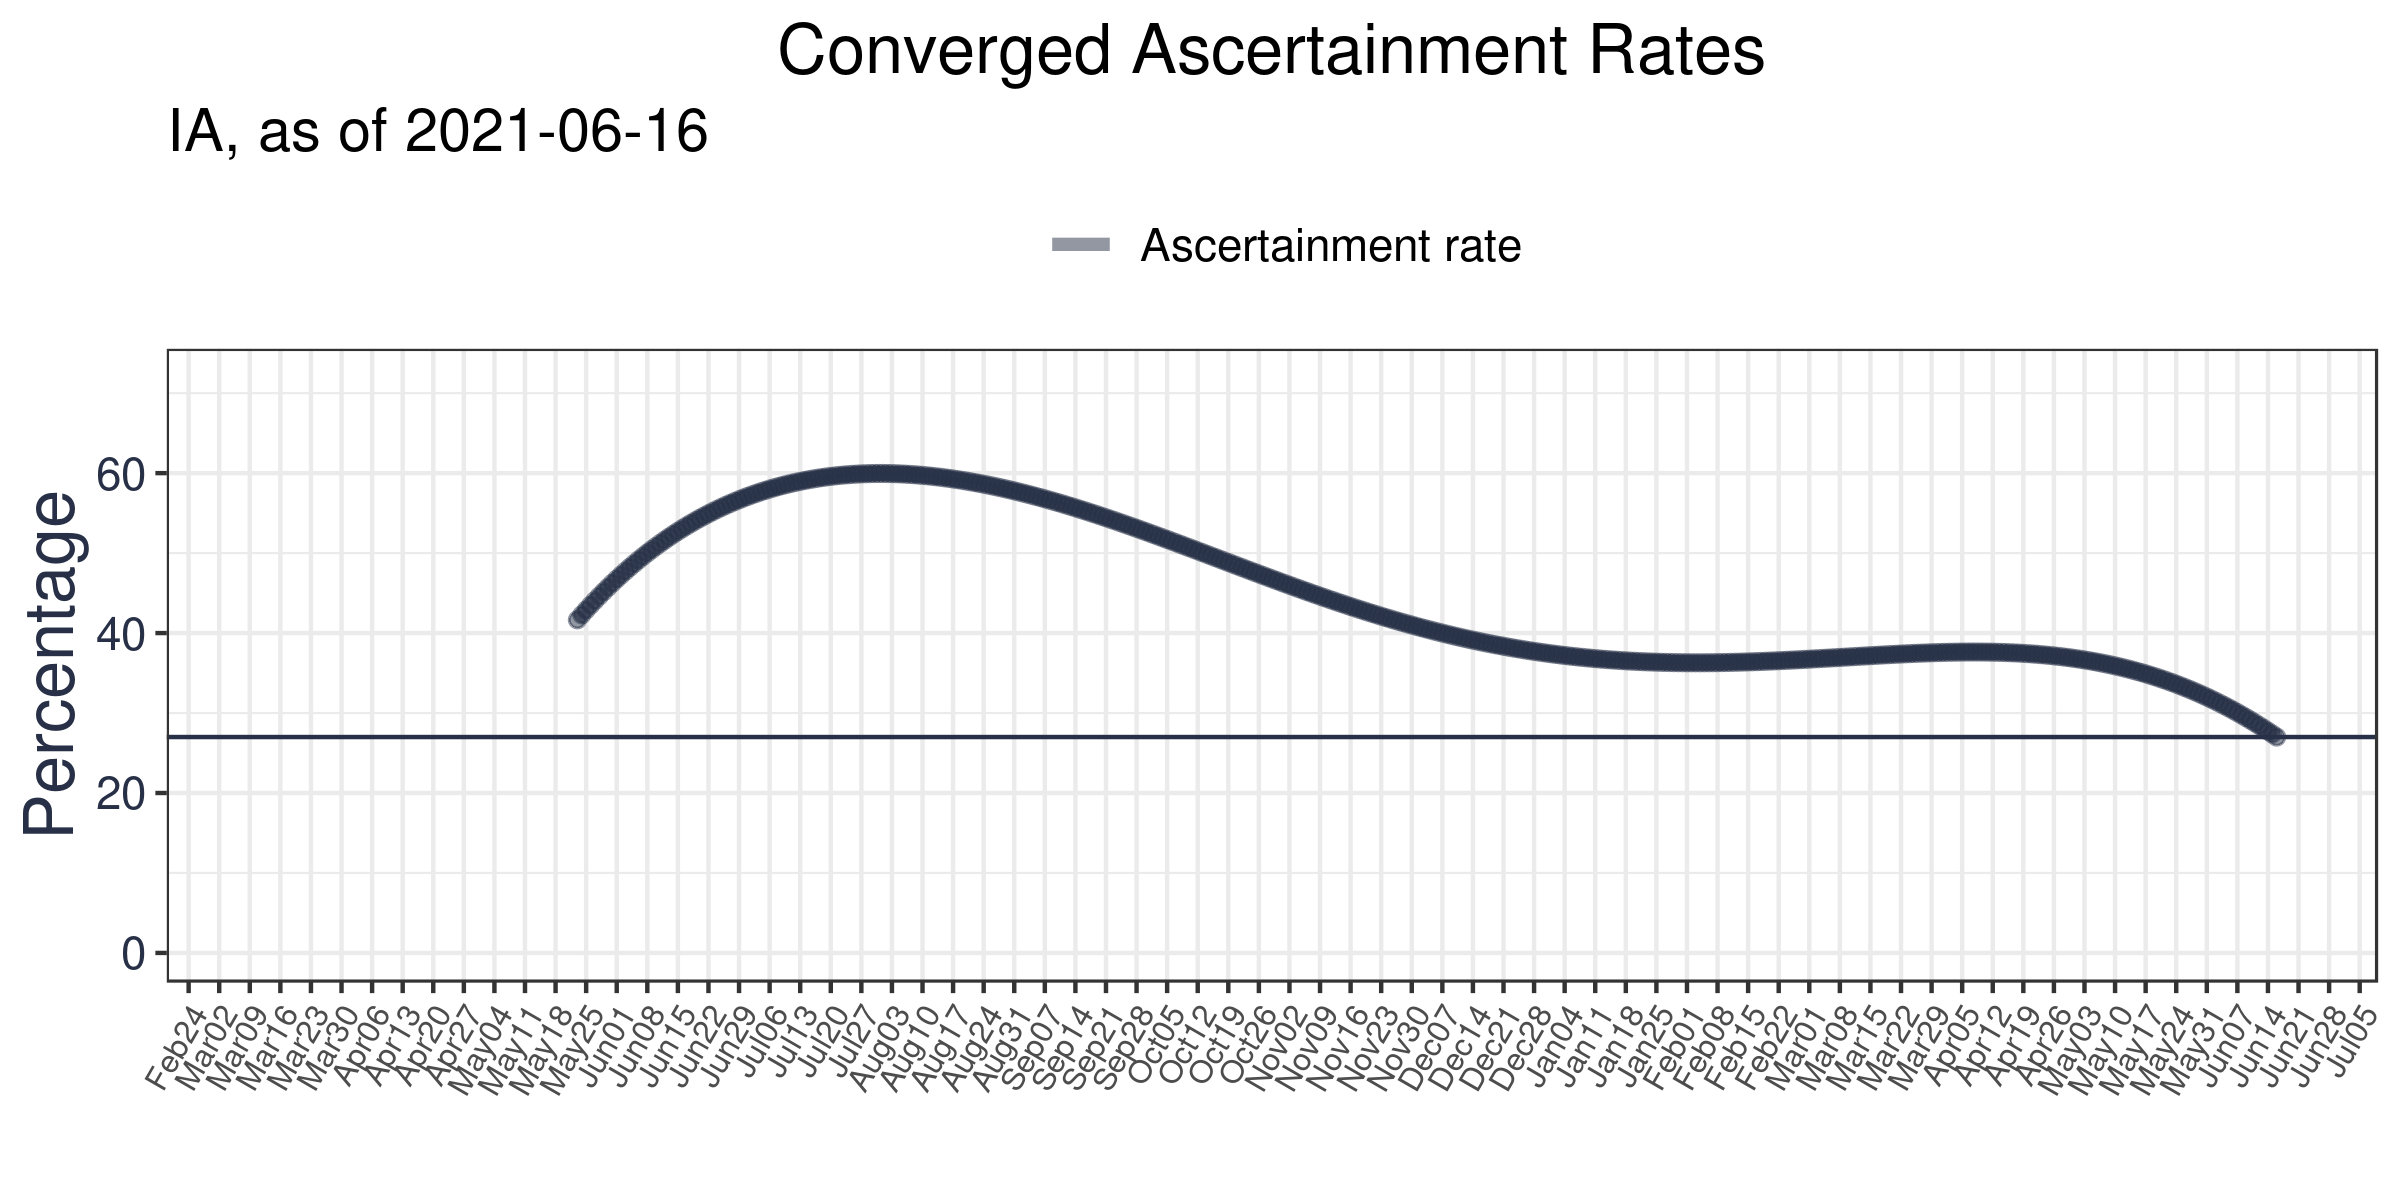 Converged Ascertainment Rates
IA, as of 2021-06-16
Ascertainment rate
Percentage
60
40
20
0
Feb24
Mar02
Mar09
Mar16
Mar23
Mar30
Apr06
Apr13
Apr20
Apr27
May04
May11
May18
May25
Jun01
Jun08
Jun15
Jun22
Jun29
Jul06
Jul13
Jul20
Jul27
Aug03
Aug10
Aug17
Aug24
Aug31
Sep07
Sep14
Sep21
Sep28
Oct05
Oct12
Oct19
Oct26
Nov02
Nov09
Nov16
Nov23
Nov30
Dec07
Dec14
Dec21
Dec28
Jan04
Jan11
Jan18
Jan25
Feb01
Feb08
Feb15
Feb22
Mar01
Mar08
Mar15
Mar22
Mar29
Apr05
Apr12
Apr19
Apr26
May03
May10
May17
May24
May31
Jun07
Jun14
Jun21
Jun28
Jul05